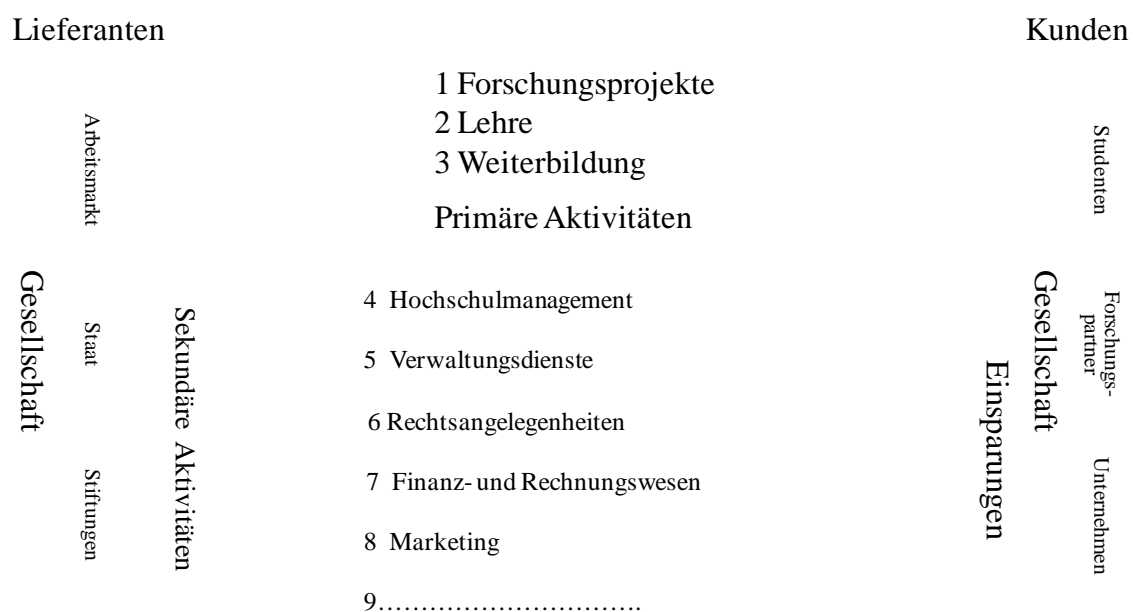 Lieferanten
Kunden
1 Forschungsprojekte
2 Lehre
3 Weiterbildung
Primäre Aktivitäten
Arbeitsmarkt
Staat
Stiftungen
Gesellschaft
Sekundäre Aktivitäten
4 Hochschulmanagement
5 Verwaltungsdienste
6 Rechtsangelegenheiten
7 Finanz- und Rechnungswesen
8 Marketing
9…………………………….
Einsparungen
Gesellschaft
Studenten
Forschungs-
partner
Unternehmen